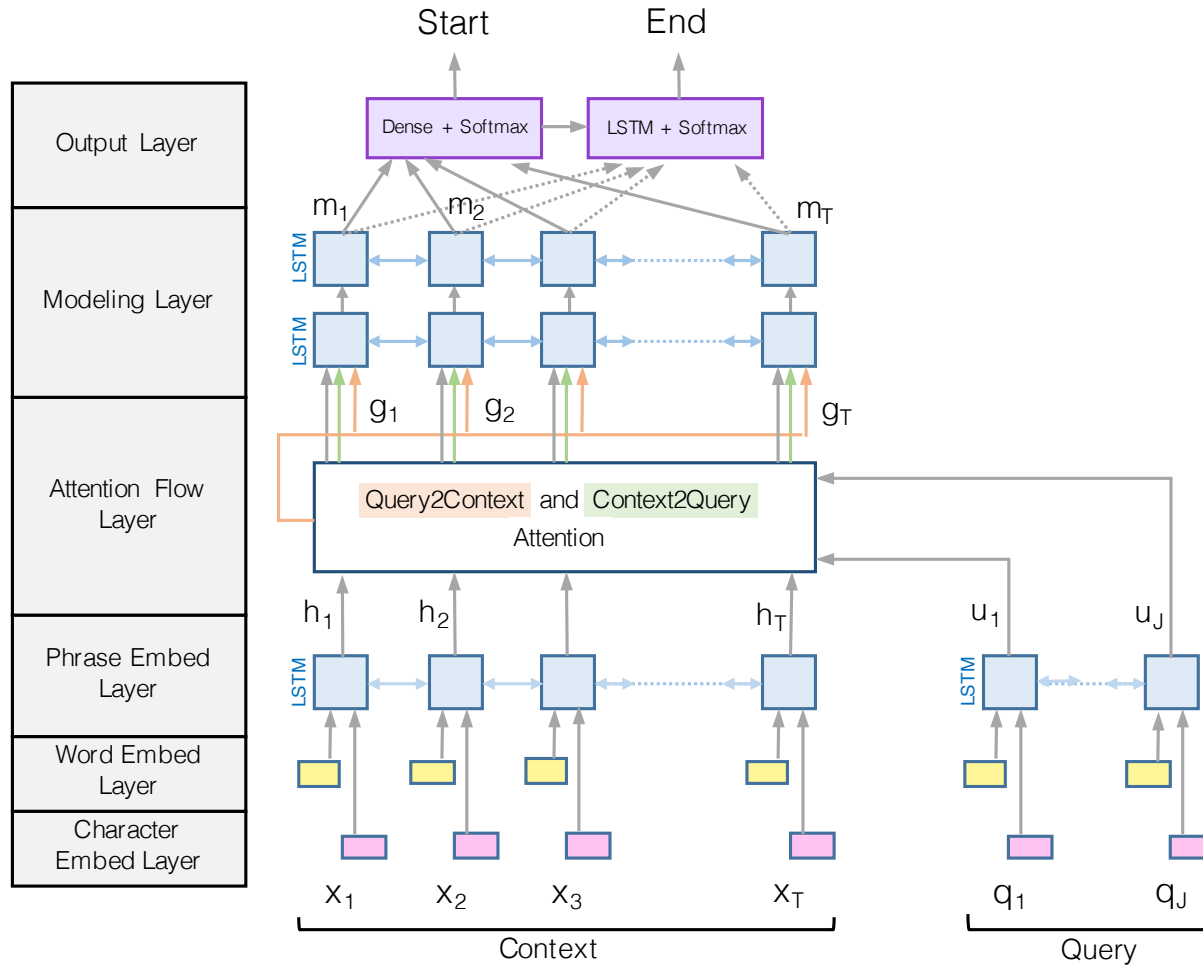 Start End
Output Layer
Dense + Softmax
LSTM + Softmax
Modeling Layer
m1 m2 mT
LSTM
LSTM
g1 g2 gT
Attention Flow
Layer
Query2Context and Context2Query
Attention
h1 h2 hT u1 uJ
Phrase Embed
Layer
LSTM
LSTM
Word Embed
Layer
Character
Embed Layer
x1 x2 x3 xT q1 qJ
Context Query